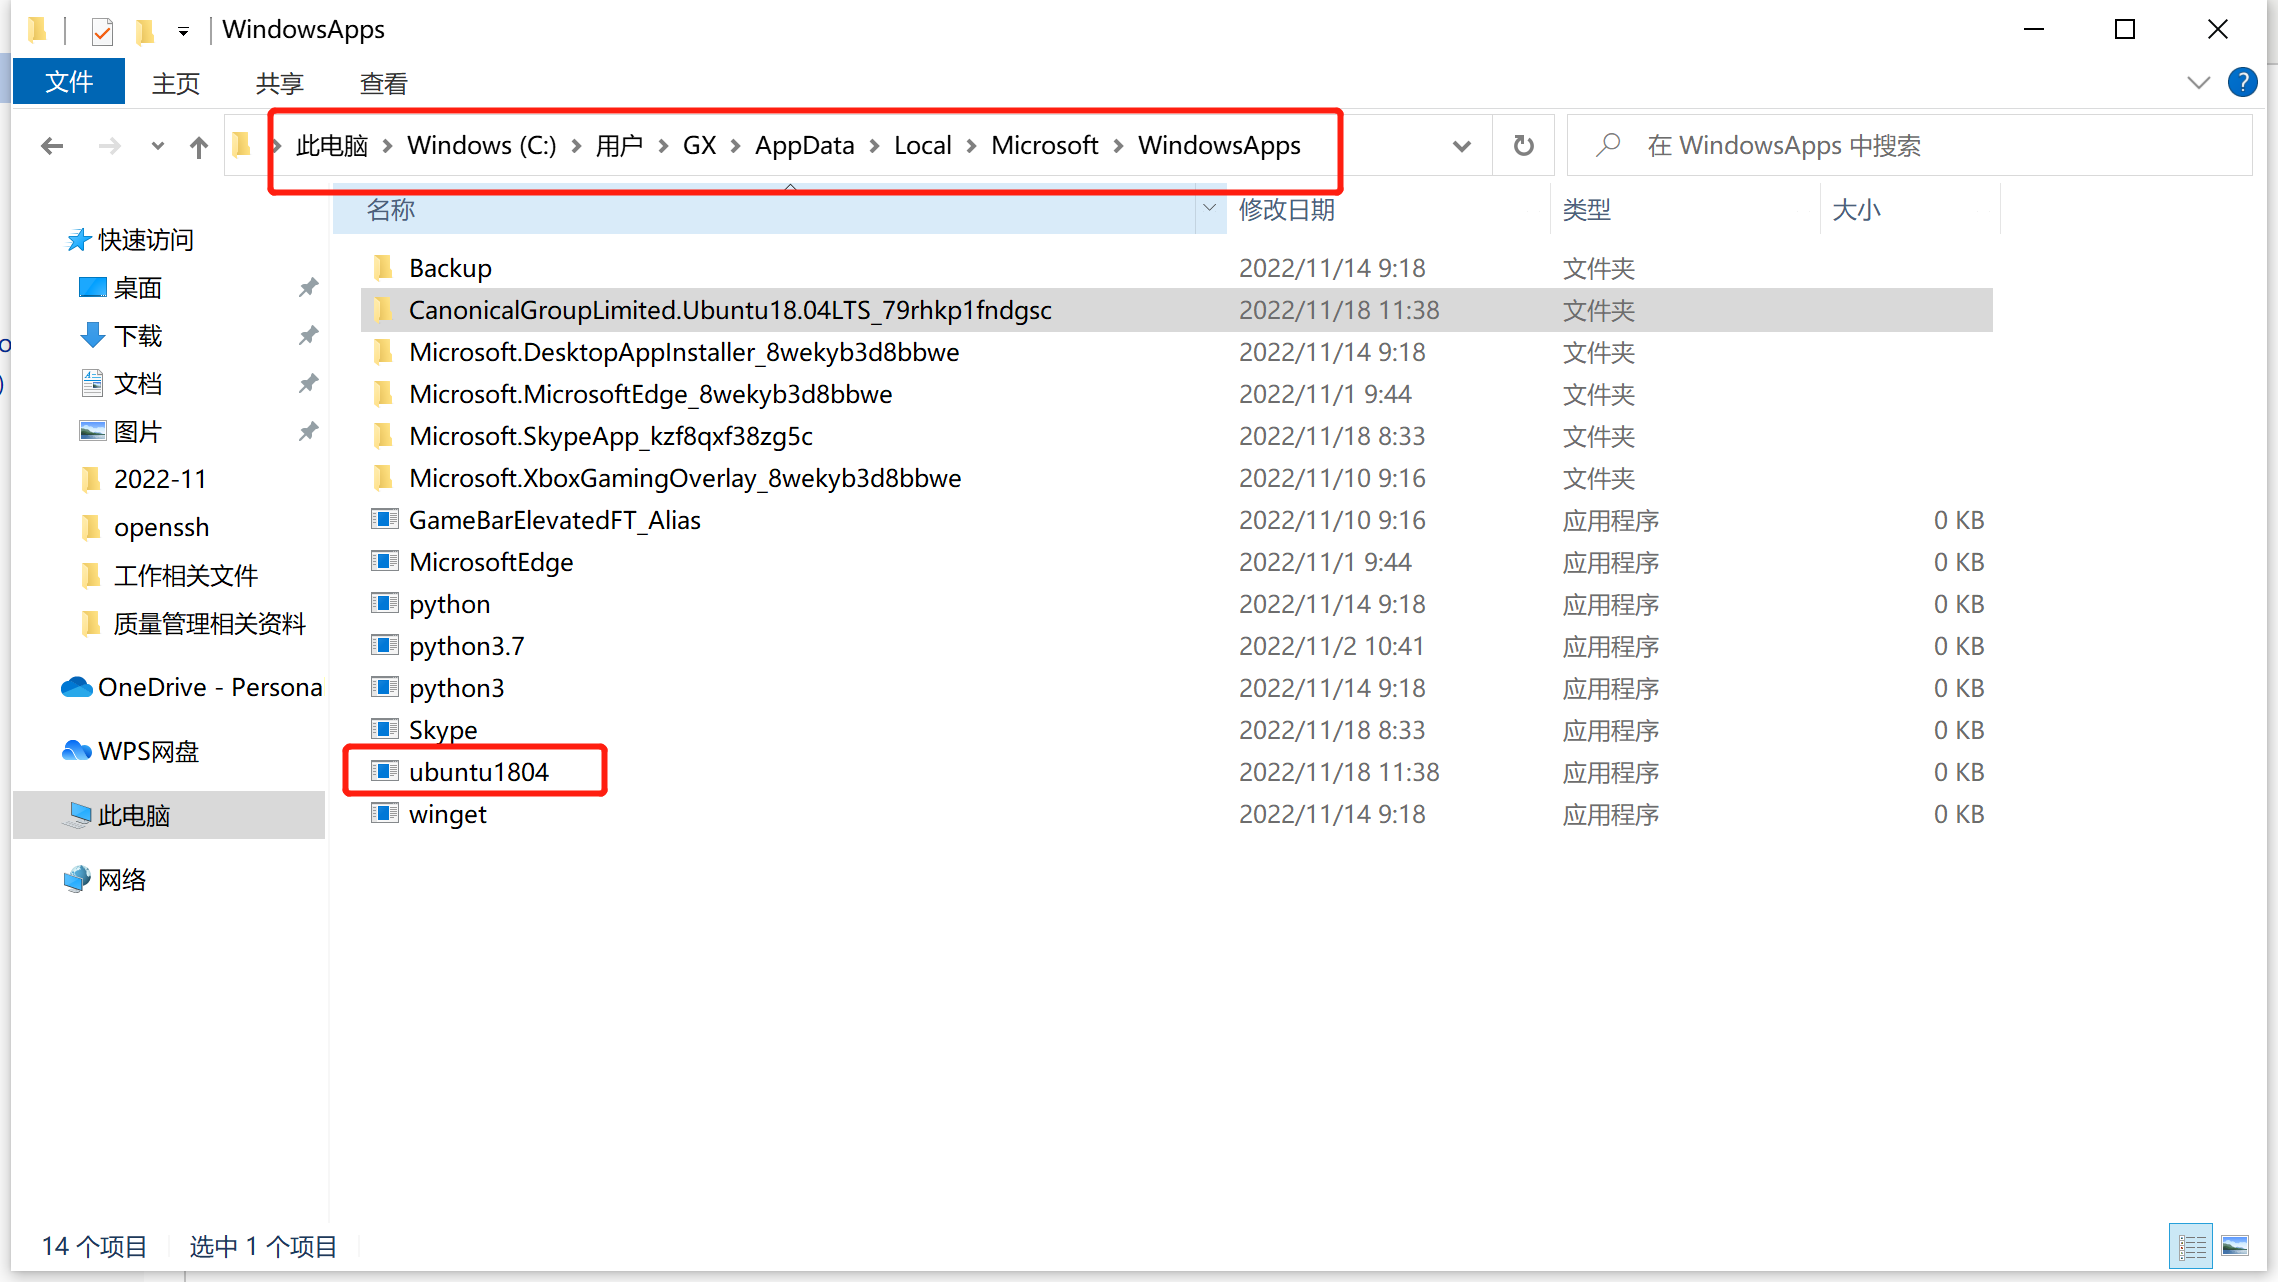 WindowsApps
文件 主页 共享 查看
此电脑 Windows (C:) 用户 GX AppData Local Microsoft WindowsApps
在 WindowsApps 中搜索
名称 修改日期 类型 大小
快速访问
桌面
下载
文档
图片
2022-11
openssh
工作相关文件
质量管理相关资料
OneDrive - Persona
WPS网盘
此电脑
网络
Backup 2022/11/14 9:18 文件夹
CanonicalGroupLimited.Ubuntu18.04LTS_79rhkp1fndgsc 2022/11/18 11:38 文件夹
Microsoft.DesktopAppInstaller_8wekyb3d8bbwe 2022/11/14 9:18 文件夹
Microsoft.MicrosoftEdge_8wekyb3d8bbwe 2022/11/1 9:44 文件夹
Microsoft.SkypeApp_kzf8qxf38zg5c 2022/11/18 8:33 文件夹
Microsoft.XboxGamingOverlay_8wekyb3d8bbwe 2022/11/10 9:16 文件夹
GameBarElevatedFT_Alias 2022/11/10 9:16 应用程序 0 KB
MicrosoftEdge 2022/11/1 9:44 应用程序 0 KB
python 2022/11/14 9:18 应用程序 0 KB
python3.7 2022/11/2 10:41 应用程序 0 KB
python3 2022/11/14 9:18 应用程序 0 KB
Skype 2022/11/18 8:33 应用程序 0 KB
ubuntu1804 2022/11/18 11:38 应用程序 0 KB
winget 2022/11/14 9:18 应用程序 0 KB
14 个项目 选中 1 个项目